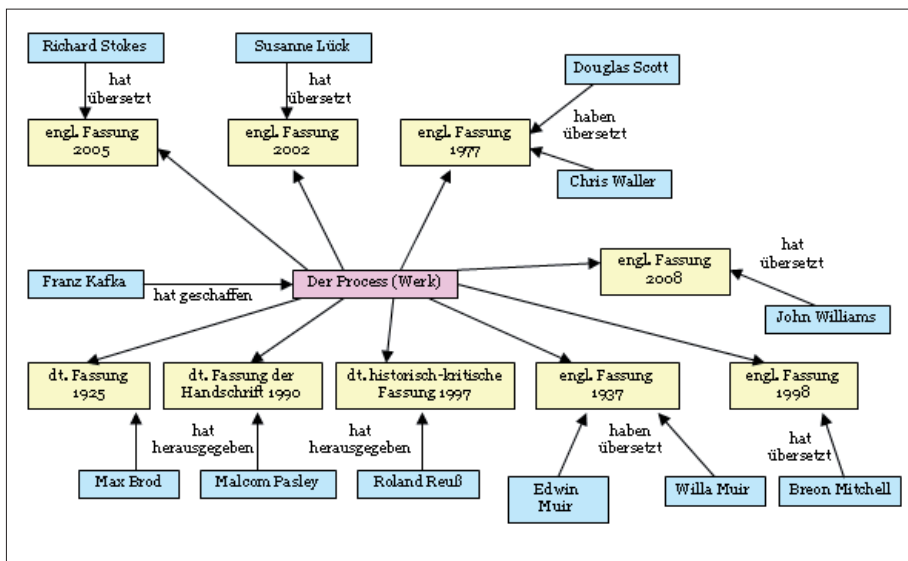 Richard Stokes
Susanne Lück
Douglas Scott
hat
übersetzt
hat
übersetzt
haben
übersetzt
engl. Fassung
2005
engl. Fassung
2002
engl. Fassung
1977
Chris Waller
Franz Kafka
hat geschaffen
Der Process (Werk)
engl. Fassung
2008
hat
übersetzt
John Williams
dt. Fassung
1925
dt. Fassung der
Handschrift 1990
dt. historisch-kritische
Fassung 1997
engl. Fassung
1937
engl. Fassung
1998
hat
herausgegeben
hat
herausgegeben
haben
übersetzt
hat
übersetzt
Max Brod
Malcom Pasley
Roland Reuß
Edwin
Muir
Willa Muir
Breon Mitchell